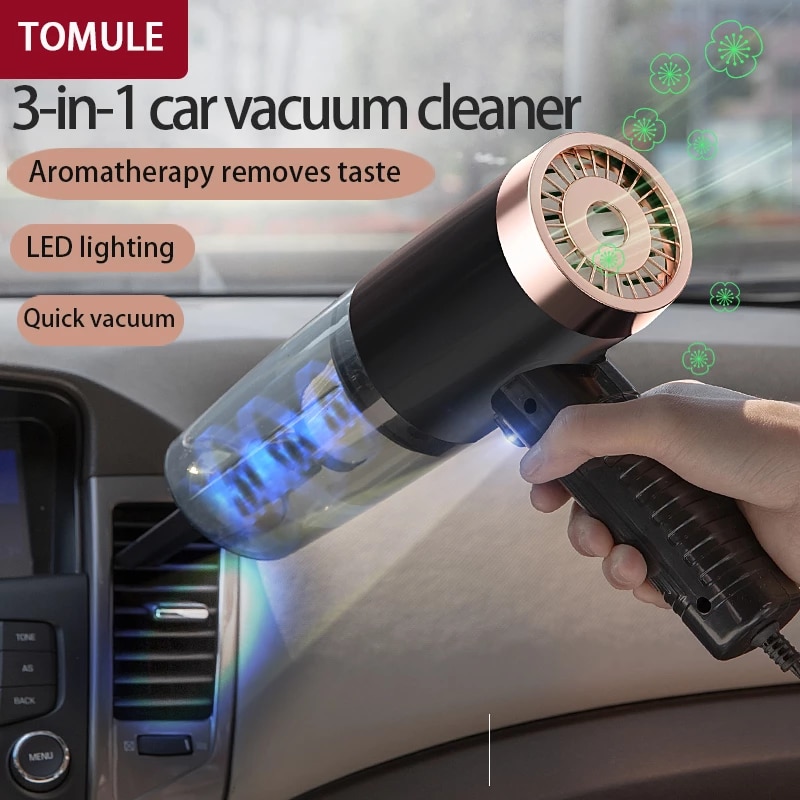 TOMULE
3-in-1 car vacuum cleaner
Aromatherapy removes taste
LED lighting
Quick vacuum
TONE
AS
BACK
MENU